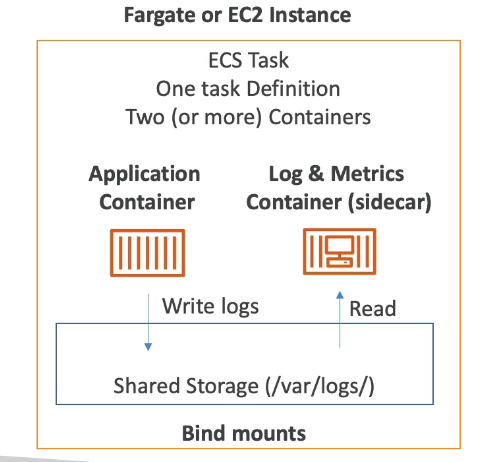 Fargate or EC2 Instance
ECS Task
One task Definition
Two (or more) Containers
Application
Container
Log & Metrics
Container (sidecar)
Write logs
Read
Shared Storage (/var/logs/)
Bind mounts